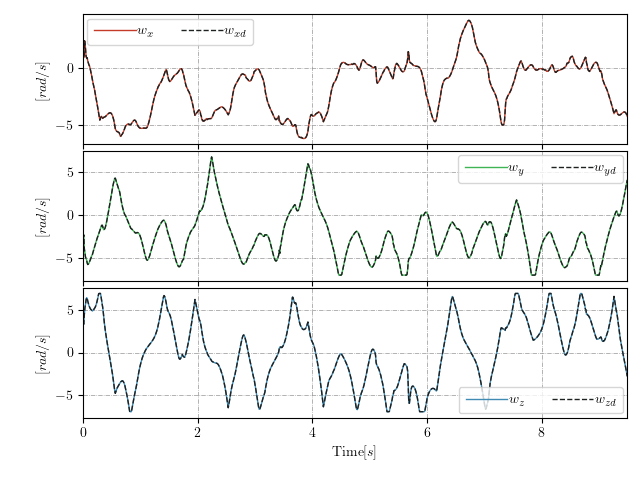 w_x w_xd
0
−5
[rad/s]
w_y w_yd
5
0
−5
[rad/s]
5
0
−5
[rad/s]
w_z w_zd
0 2 4 6 8
Time[s]